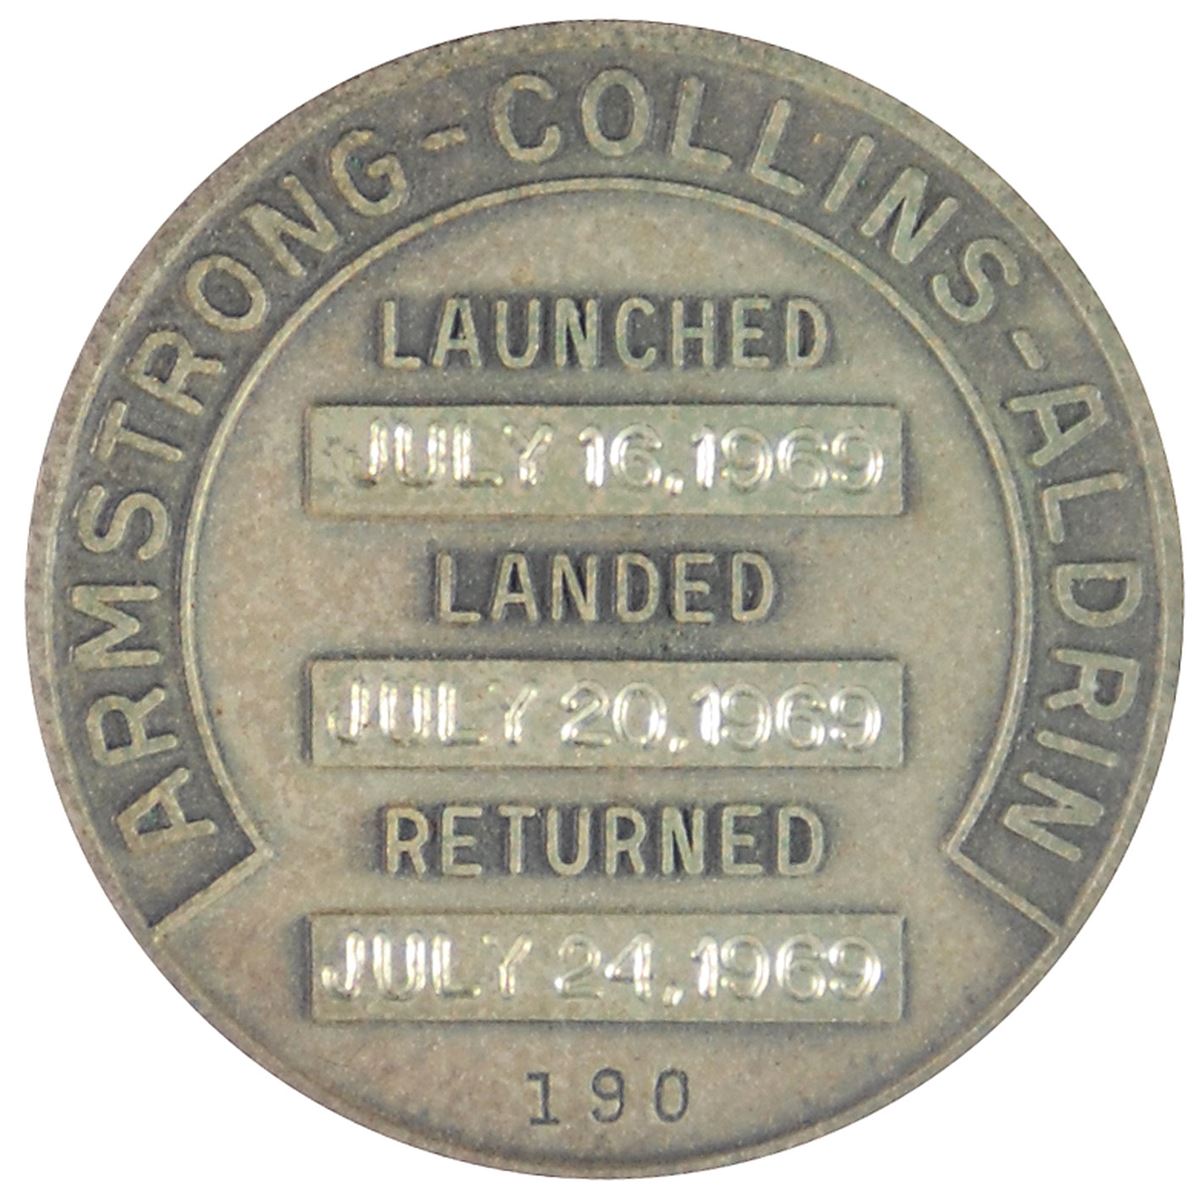 ARMSTRONG-COLLINS-ALDRIN
LAUNCHED
JULY 16,1969
LANDED
JULY 20,1969
RETURNED
JULY 24,1969
190